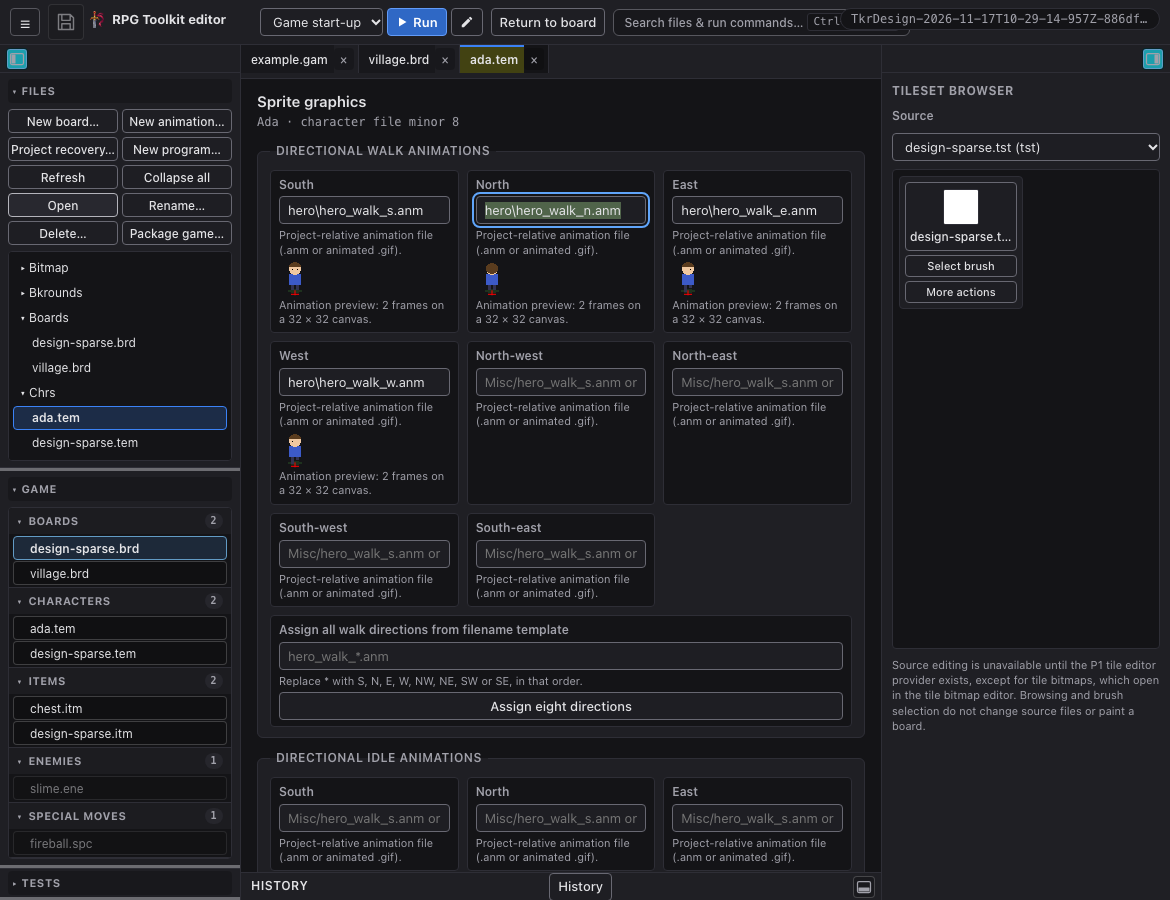 RPG Toolkit editor
Game start-up
Run
Return to board
Search files & run commands...
Ctrl
TkrDesign-2026-11-17T10-29-14-957Z-886df…
FILES
New board...
New animation...
Project recovery...
New program...
Refresh
Collapse all
Open
Rename...
Delete...
Package game...
Bitmap
Bkrounds
Boards
design-sparse.brd
village.brd
Chrs
ada.tem
design-sparse.tem
GAME
BOARDS
2
design-sparse.brd
village.brd
CHARACTERS
2
ada.tem
design-sparse.tem
ITEMS
2
chest.itm
design-sparse.itm
ENEMIES
1
slime.ene
SPECIAL MOVES
1
fireball.spc
TESTS
example.gam ×
village.brd ×
ada.tem ×
Sprite graphics
Ada · character file minor 8
DIRECTIONAL WALK ANIMATIONS
South
hero\hero_walk_s.anm
Project-relative animation file
(.anm or animated .gif).
Animation preview: 2 frames on
a 32 × 32 canvas.
North
hero\hero_walk_n.anm
Project-relative animation file
(.anm or animated .gif).
Animation preview: 2 frames on
a 32 × 32 canvas.
East
hero\hero_walk_e.anm
Project-relative animation file
(.anm or animated .gif).
Animation preview: 2 frames on
a 32 × 32 canvas.
West
hero\hero_walk_w.anm
Project-relative animation file
(.anm or animated .gif).
Animation preview: 2 frames on
a 32 × 32 canvas.
North-west
Misc/hero_walk_s.anm or
Project-relative animation file
(.anm or animated .gif).
North-east
Misc/hero_walk_s.anm or
Project-relative animation file
(.anm or animated .gif).
South-west
Misc/hero_walk_s.anm or
Project-relative animation file
(.anm or animated .gif).
South-east
Misc/hero_walk_s.anm or
Project-relative animation file
(.anm or animated .gif).
Assign all walk directions from filename template
hero_walk_*.anm
Replace * with S, N, E, W, NW, NE, SW or SE, in that order.
Assign eight directions
DIRECTIONAL IDLE ANIMATIONS
South
Misc/hero_walk_s.anm or
Project-relative animation file
(.anm or animated .gif).
North
Misc/hero_walk_s.anm or
Project-relative animation file
(.anm or animated .gif).
East
Misc/hero_walk_s.anm or
Project-relative animation file
(.anm or animated .gif).
HISTORY
History
TILESET BROWSER
Source
design-sparse.tst (tst)
design-sparse.t...
Select brush
More actions
Source editing is unavailable until the P1 tile editor
provider exists, except for tile bitmaps, which open
in the tile bitmap editor. Browsing and brush
selection do not change source files or paint a
board.